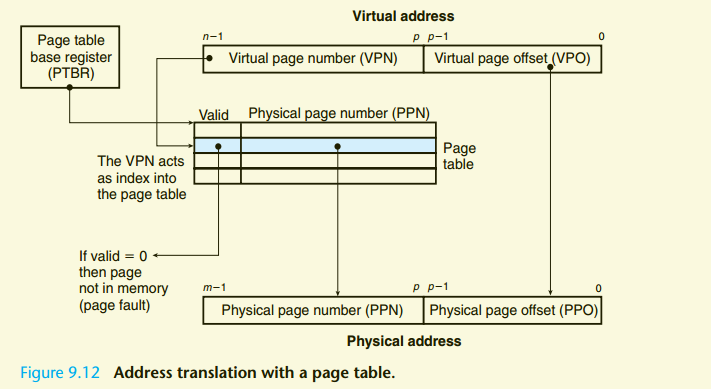 Virtual address
Page table
base register
(PTBR)
n−1
p p−1
0
Virtual page number (VPN)
Virtual page offset (VPO)
Valid
Physical page number (PPN)
Page
table
The VPN acts
as index into
the page table
If valid = 0
then page
not in memory
(page fault)
m−1
p p−1
0
Physical page number (PPN)
Physical page offset (PPO)
Physical address
Figure 9.12 Address translation with a page table.